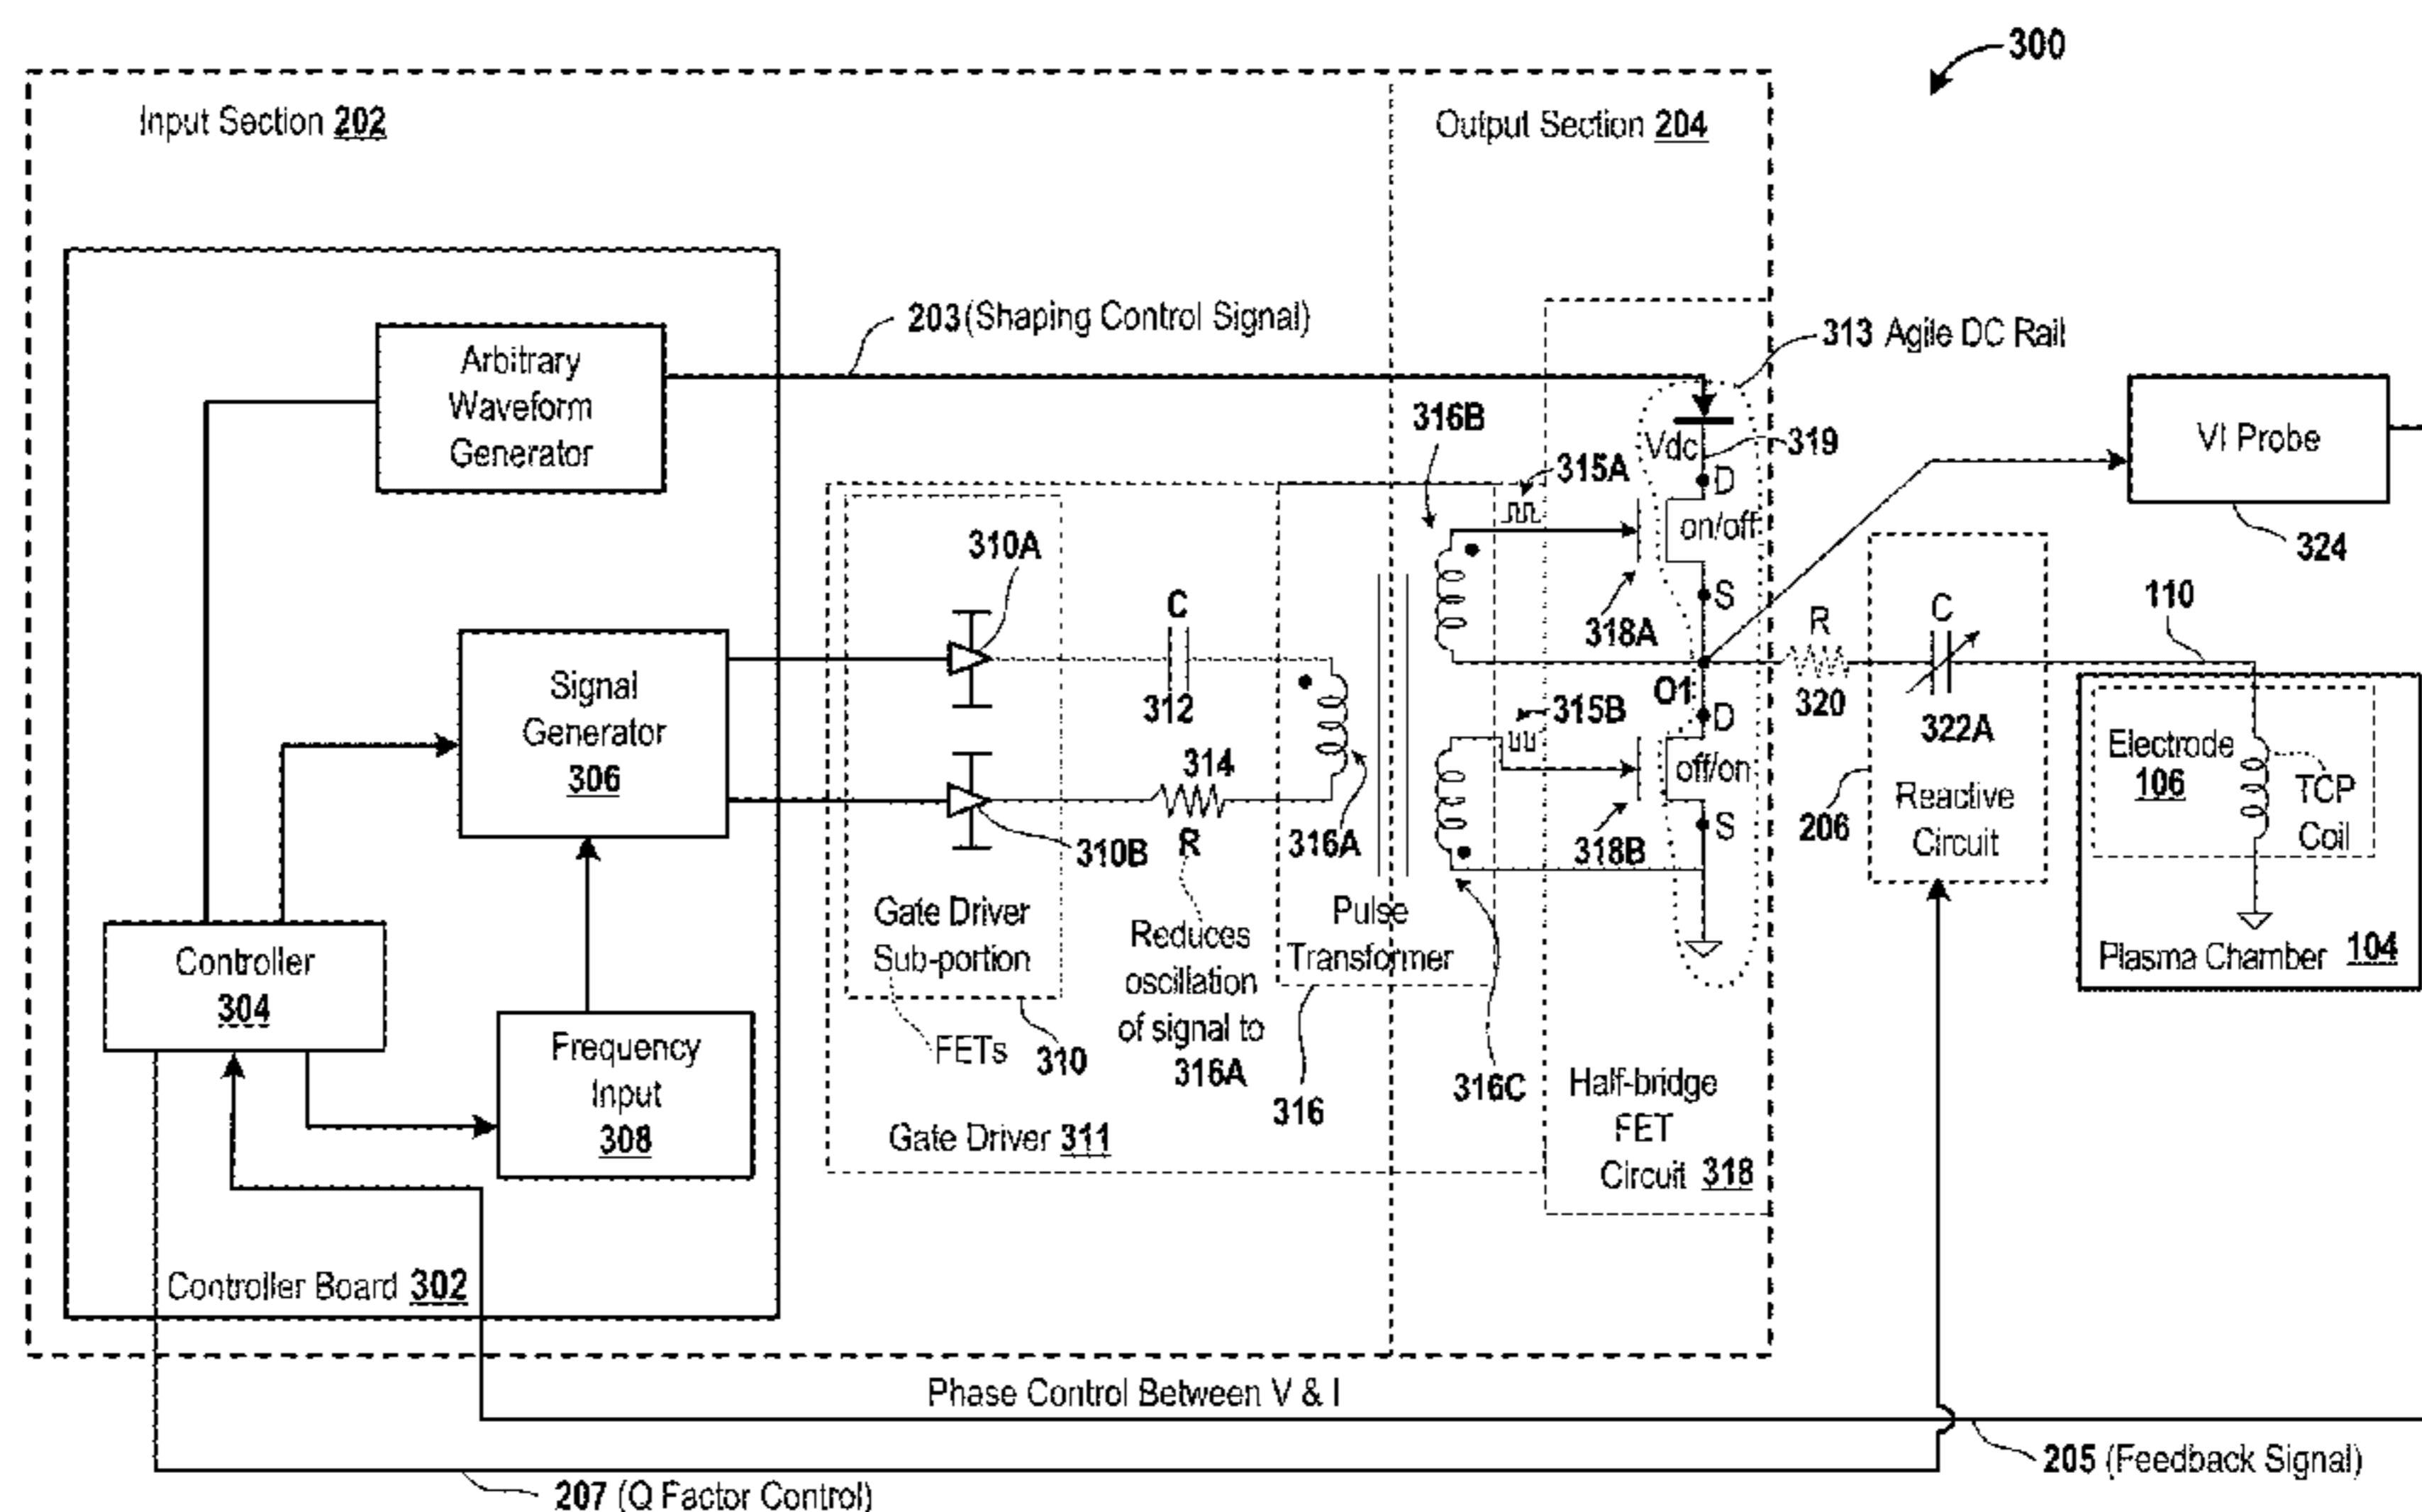 300
Input Section 202
Output Section 204
203 (Shaping Control Signal)
313 Agile DC Rail
Arbitrary
Waveform
Generator
316B
315A
Vdc
319
D
on/off
S
318A
VI Probe
324
310A
C
312
Signal
Generator
306
314
R
310B
316A
O1
315B
D
off/on
S
318B
R
320
C
322A
110
206
Reactive
Circuit
Electrode
106
TCP
Coil
Plasma Chamber 104
Gate Driver
Sub-portion
FETs
310
Reduces
oscillation
of signal to
316A
Pulse
Transformer
316
316C
Half-bridge
FET
Circuit 318
Gate Driver 311
Controller
304
Frequency
Input
308
Controller Board 302
Phase Control Between V & I
205 (Feedback Signal)
207 (Q Factor Control)